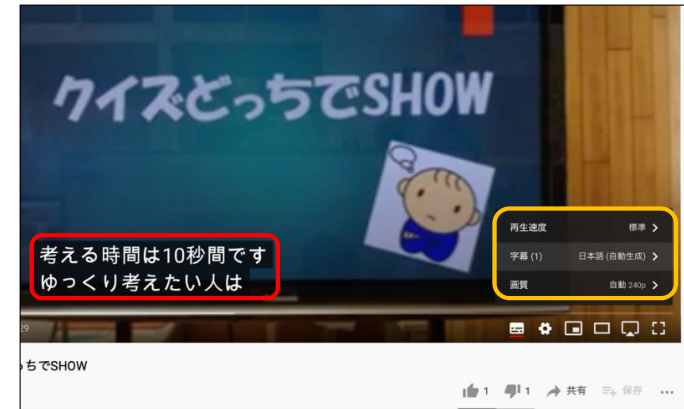 クイズどっちでSHOW
再生速度 標準
字幕 (1) 日本語 (自動生成)
画質 自動 240p
考える時間は10秒間です
ゆっくり考えたい人は
29
っちでSHOW
1 1 共有 保存